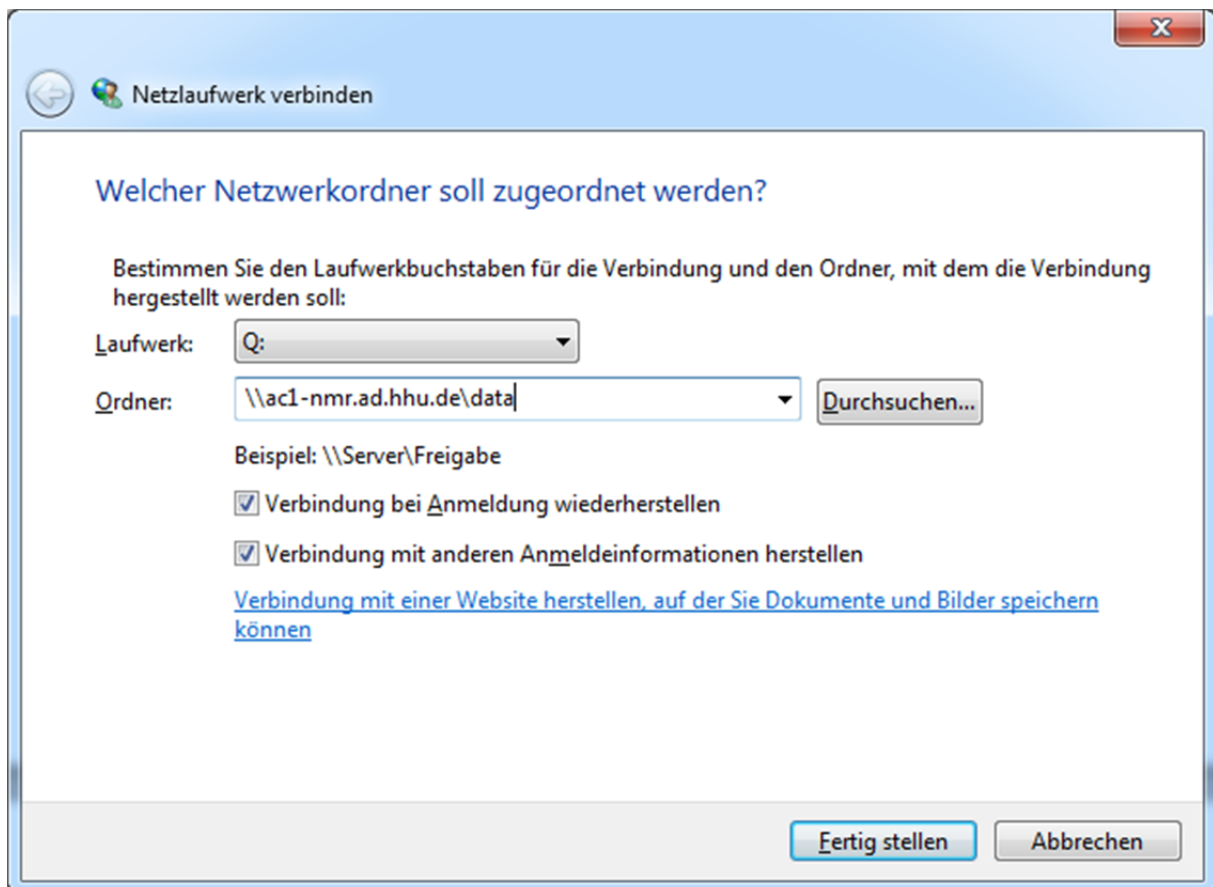 Netzlaufwerk verbinden
Welcher Netzwerkordner soll zugeordnet werden?
Bestimmen Sie den Laufwerkbuchstaben für die Verbindung und den Ordner, mit dem die Verbindung
hergestellt werden soll:
Laufwerk: Q:
Ordner: \\ac1-nmr.ad.hhu.de\data Durchsuchen...
Beispiel: \\Server\Freigabe
Verbindung bei Anmeldung wiederherstellen
Verbindung mit anderen Anmeldeinformationen herstellen
Verbindung mit einer Website herstellen, auf der Sie Dokumente und Bilder speichern
können
Fertig stellen Abbrechen